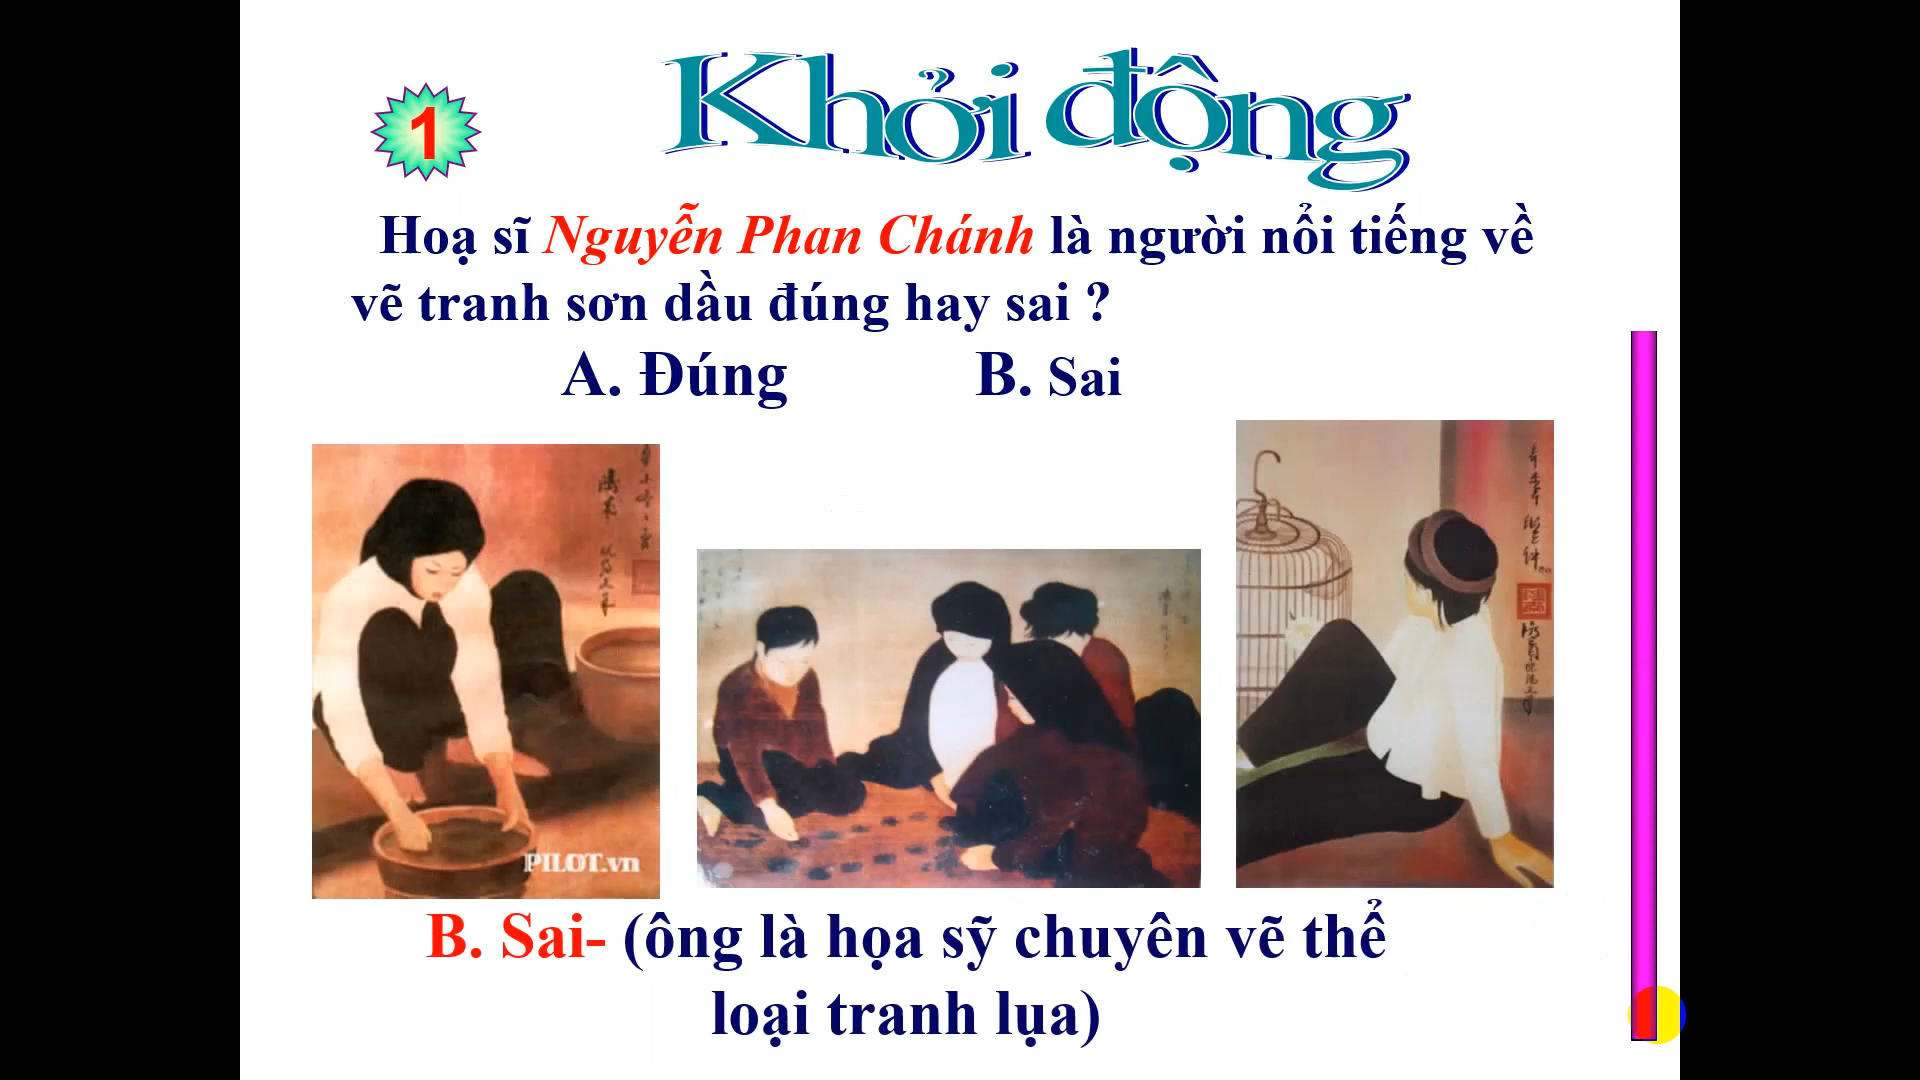 Khởi động
1
Hoạ sĩ Nguyễn Phan Chánh là người nổi tiếng về
vẽ tranh sơn dầu đúng hay sai ?
A. Đúng B. Sai
PILOT.vn
B. Sai- (ông là họa sỹ chuyên vẽ thể
loại tranh lụa)